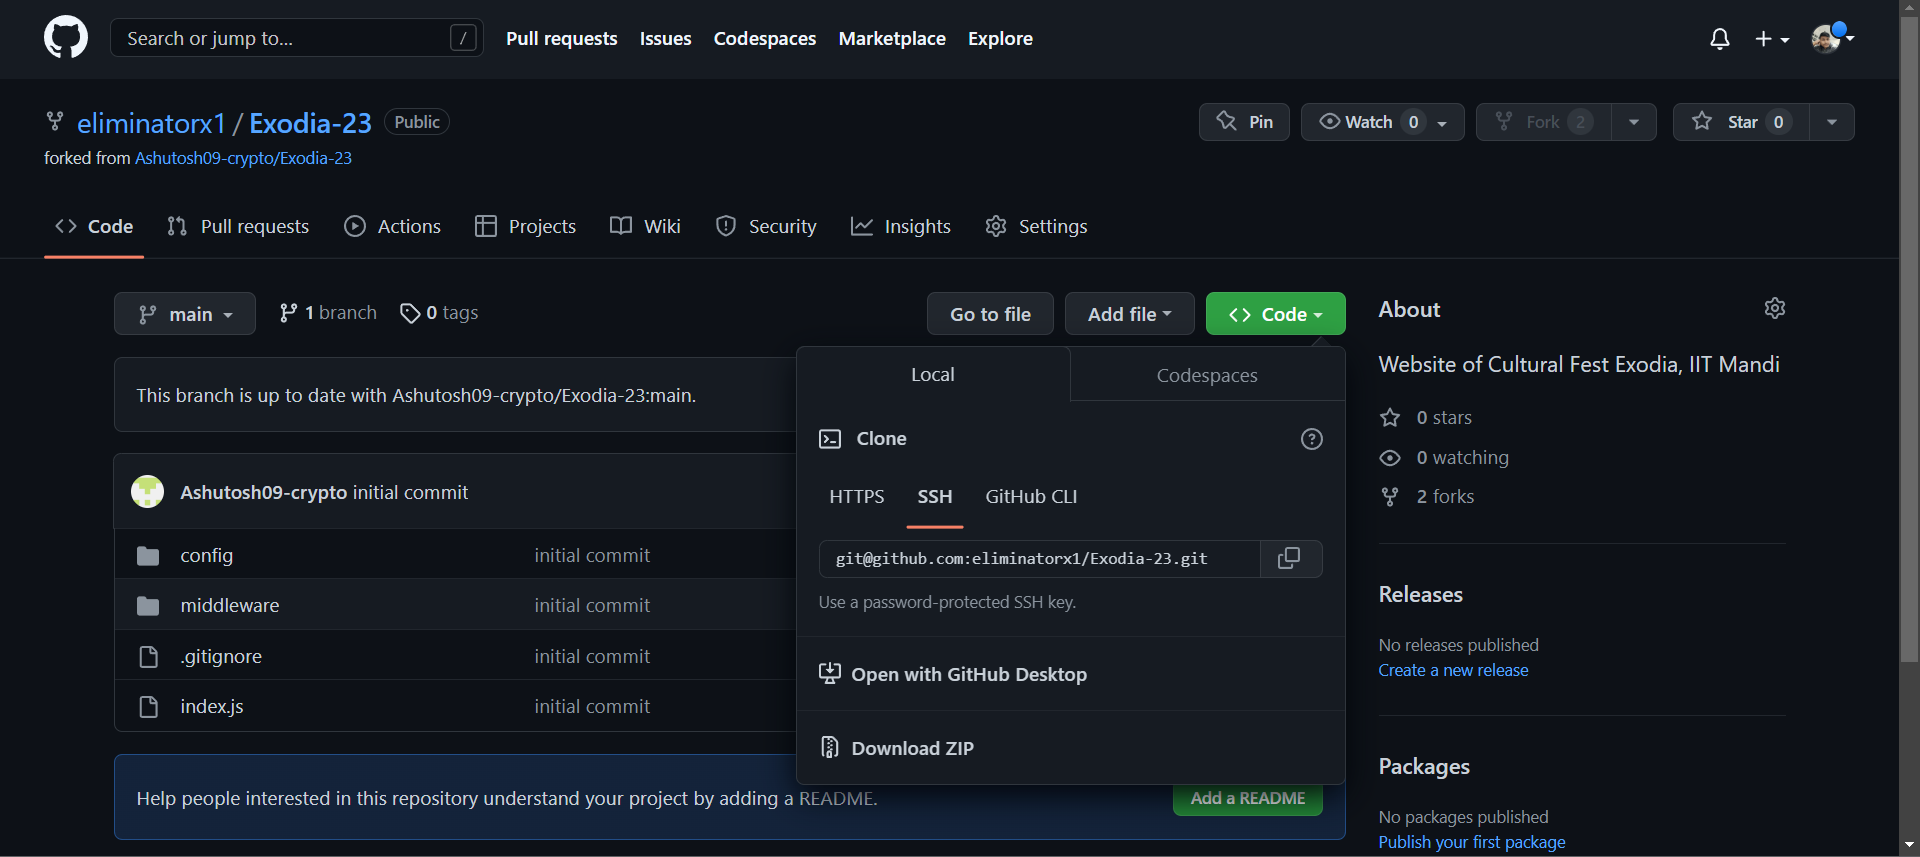 Search or jump to... /
Pull requests Issues Codespaces Marketplace Explore
eliminatorx1 / Exodia-23 Public
Pin Watch 0 Fork 2 Star 0
forked from Ashutosh09-crypto/Exodia-23
Code Pull requests Actions Projects Wiki Security Insights Settings
main 1 branch 0 tags
Go to file Add file Code
This branch is up to date with Ashutosh09-crypto/Exodia-23:main.
Ashutosh09-crypto initial commit
config initial commit
middleware initial commit
.gitignore initial commit
index.js initial commit
Help people interested in this repository understand your project by adding a README.
Add a README
Local Codespaces
Clone
HTTPS SSH GitHub CLI
git@github.com:eliminatorx1/Exodia-23.git
Use a password-protected SSH key.
Open with GitHub Desktop
Download ZIP
About
Website of Cultural Fest Exodia, IIT Mandi
0 stars
0 watching
2 forks
Releases
No releases published
Create a new release
Packages
No packages published
Publish your first package